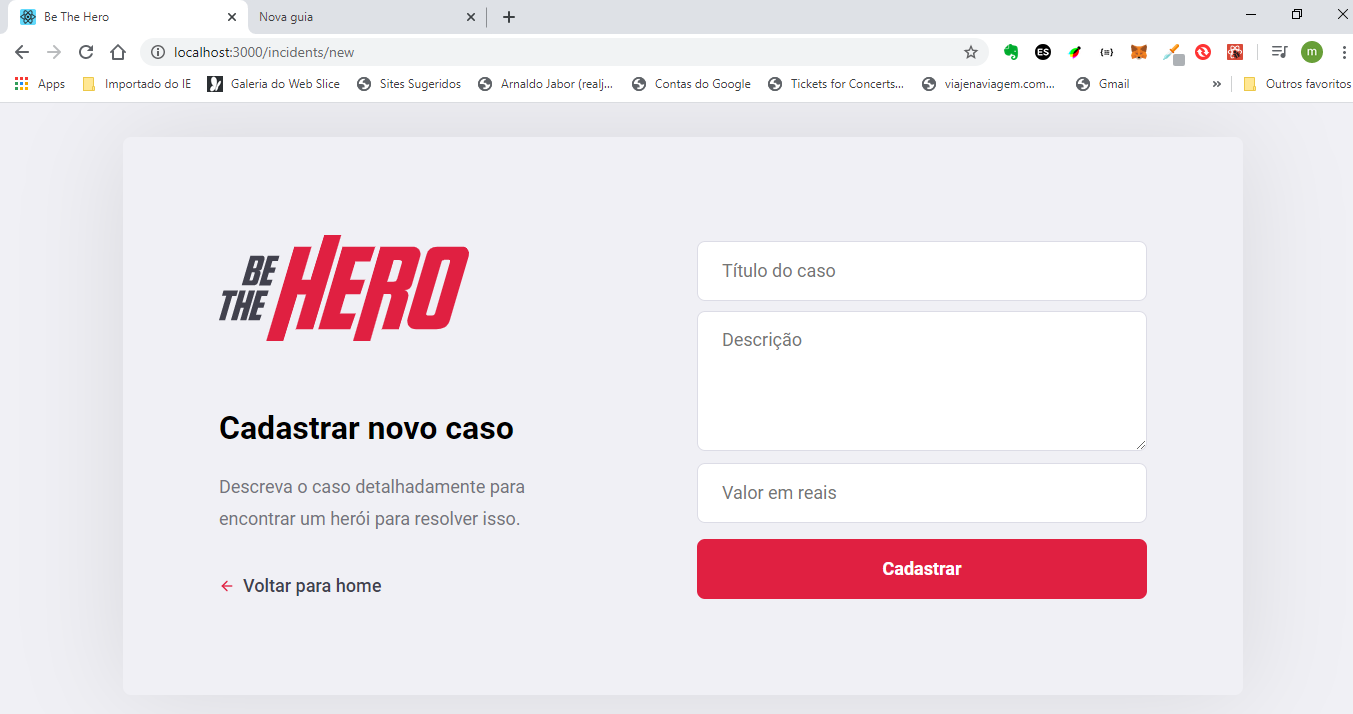 Be The Hero
Nova guia
localhost:3000/incidents/new
ES
{≡}
m
Apps
Importado do IE
Galeria do Web Slice
Sites Sugeridos
Arnaldo Jabor (realj...
Contas do Google
Tickets for Concerts...
viajenaviagem.com...
Gmail
»
Outros favoritos
BE
THE
HERO
Cadastrar novo caso
Descreva o caso detalhadamente para
encontrar um herói para resolver isso.
← Voltar para home
Título do caso
Descrição
Valor em reais
Cadastrar